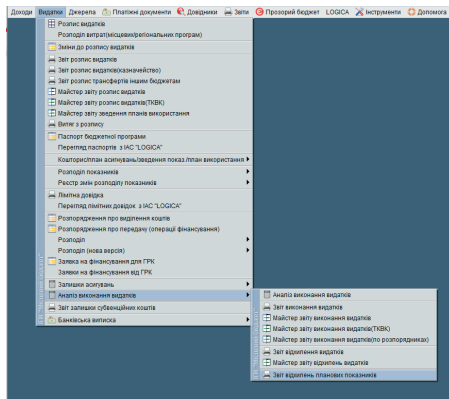 Доходи Видатки Джерела Платіжні документи Довідники Звіти Прозорий бюджет LOGICA Інструменти Допомога
Розпис видатків
Розподіл витрат(місцевих/регіональних програм)
Зміни до розпису видатків
Звіт розпис видатків
Звіт розпис видатків(казначейство)
Звіт розпис трансфертів іншим бюджетам
Майстер звіту розпис видатків
Майстер звіту розпис видатків(ТКВК)
Майстер звіту зведення планів використання
Витяг з розпису
Паспорт бюджетної програми
Перегляд паспортів з ІАС "LOGICA"
Кошторис/план асигнувань/зведення показ./план використання
Розподіл показників
Реєстр змін розподілу показників
Лімітна довідка
Перегляд лімітних довідок з ІАС "LOGICA"
Розпорядження про виділення коштів
Розпорядження про передачу (операції фінансування)
Розподіл
Розподіл (нова версія)
Заявка на фінансування для ГРК
Заявки на фінансування від ГРК
Залишки асигувань
Аналіз виконання видатків
Звіт залишки субвенційних коштів
Банківська виписка
Аналіз виконання видатків
Звіт виконання видатків
Майстер звіту виконання видатків
Майстер звіту виконання видатків(ТКВК)
Майстер звіту виконання видатків(по розпорядниках)
Звіт відхилення видатків
Майстер звіту відхилень видатків
Звіт відхилень планових показників